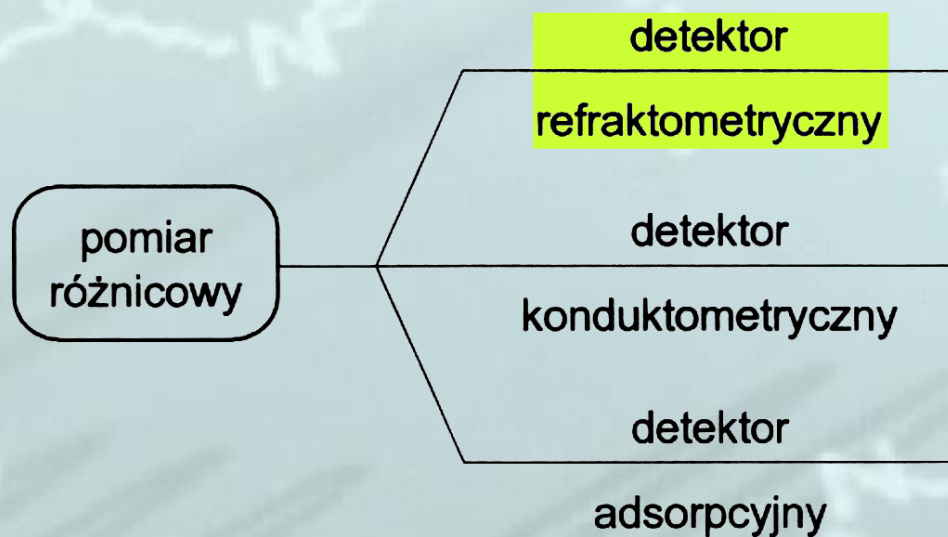 detektor
refraktometryczny
pomiar
różnicowy
detektor
konduktometryczny
detektor
adsorpcyjny